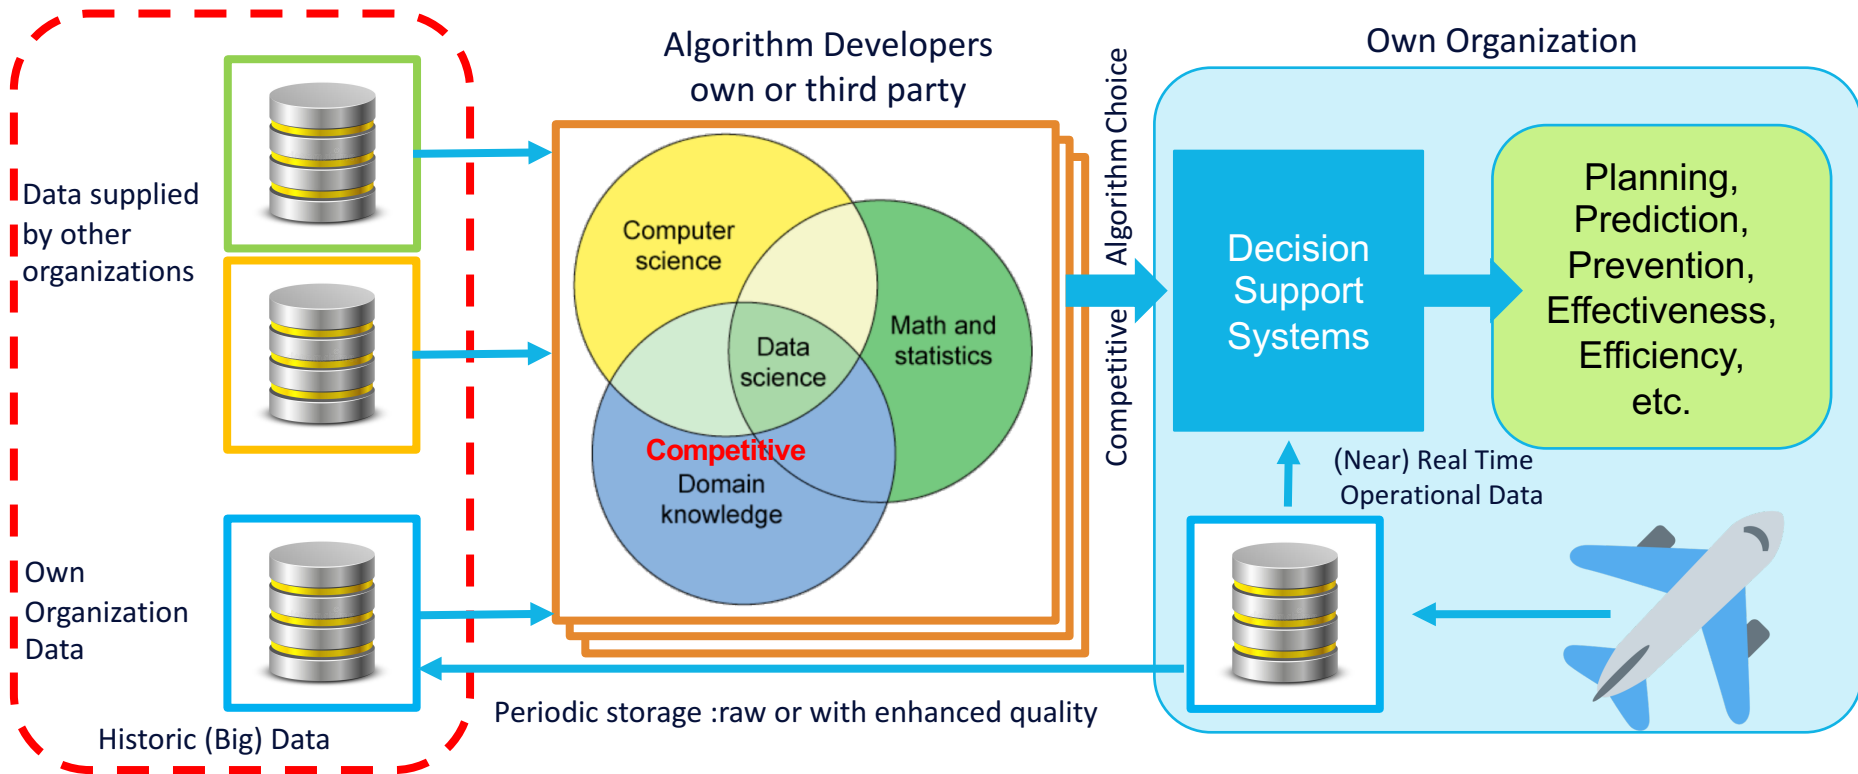 Algorithm Developers
own or third party
Own Organization
Data supplied
by other
organizations
Own
Organization
Data
Historic (Big) Data
Computer
science
Math and
statistics
Data
science
Competitive
Domain
knowledge
Competitive Algorithm Choice
Decision
Support
Systems
Planning,
Prediction,
Prevention,
Effectiveness,
Efficiency,
etc.
(Near) Real Time
Operational Data
Periodic storage :raw or with enhanced quality